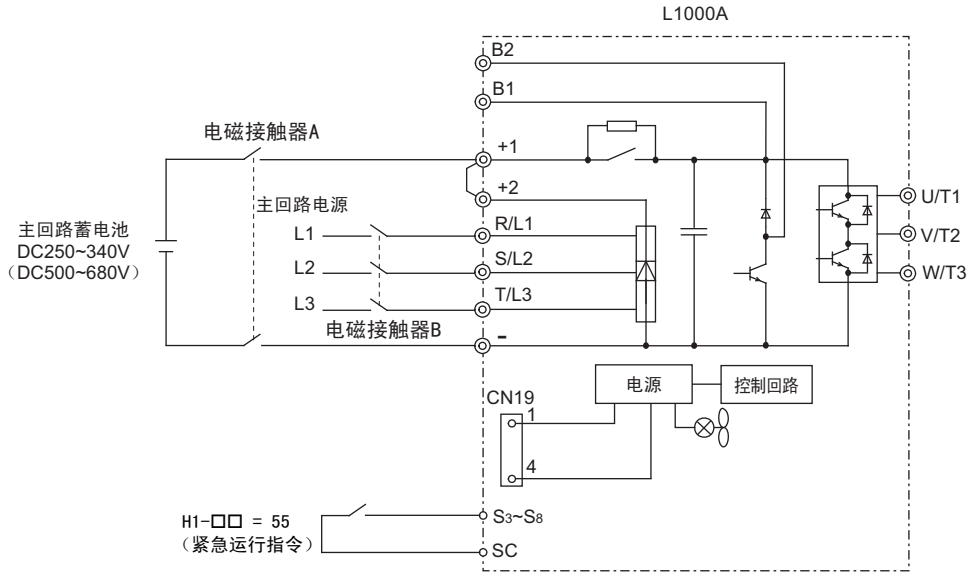 L1000A
B2
B1
电磁接触器A
+1
+2
主回路电源
U/T1
主回路蓄电池
DC250~340V
（DC500~680V）
L1
R/L1
V/T2
L2
S/L2
W/T3
L3
T/L3
电磁接触器B
-
电源
控制回路
CN19
1
4
H1-□□ = 55
（紧急运行指令）
S3~S8
SC